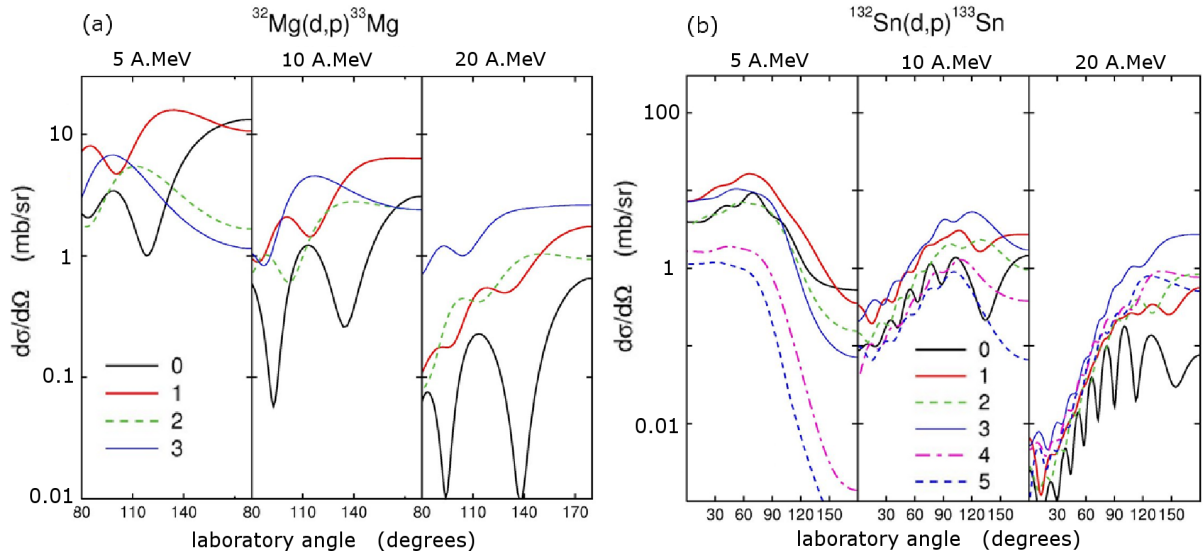 (a) ³²Mg(d,p)³³Mg
5 A.MeV 10 A.MeV 20 A.MeV
dσ/dΩ (mb/sr)
10
1
0.1
0.01
0
1
2
3
80 110 140 80 110 140 80 110 140 170
laboratory angle (degrees)
(b) ¹³²Sn(d,p)¹³³Sn
5 A.MeV 10 A.MeV 20 A.MeV
dσ/dΩ (mb/sr)
100
1
0.01
0
1
2
3
4
5
30 60 90 120 150 30 60 90 120 150 30 60 90 120 150
laboratory angle (degrees)